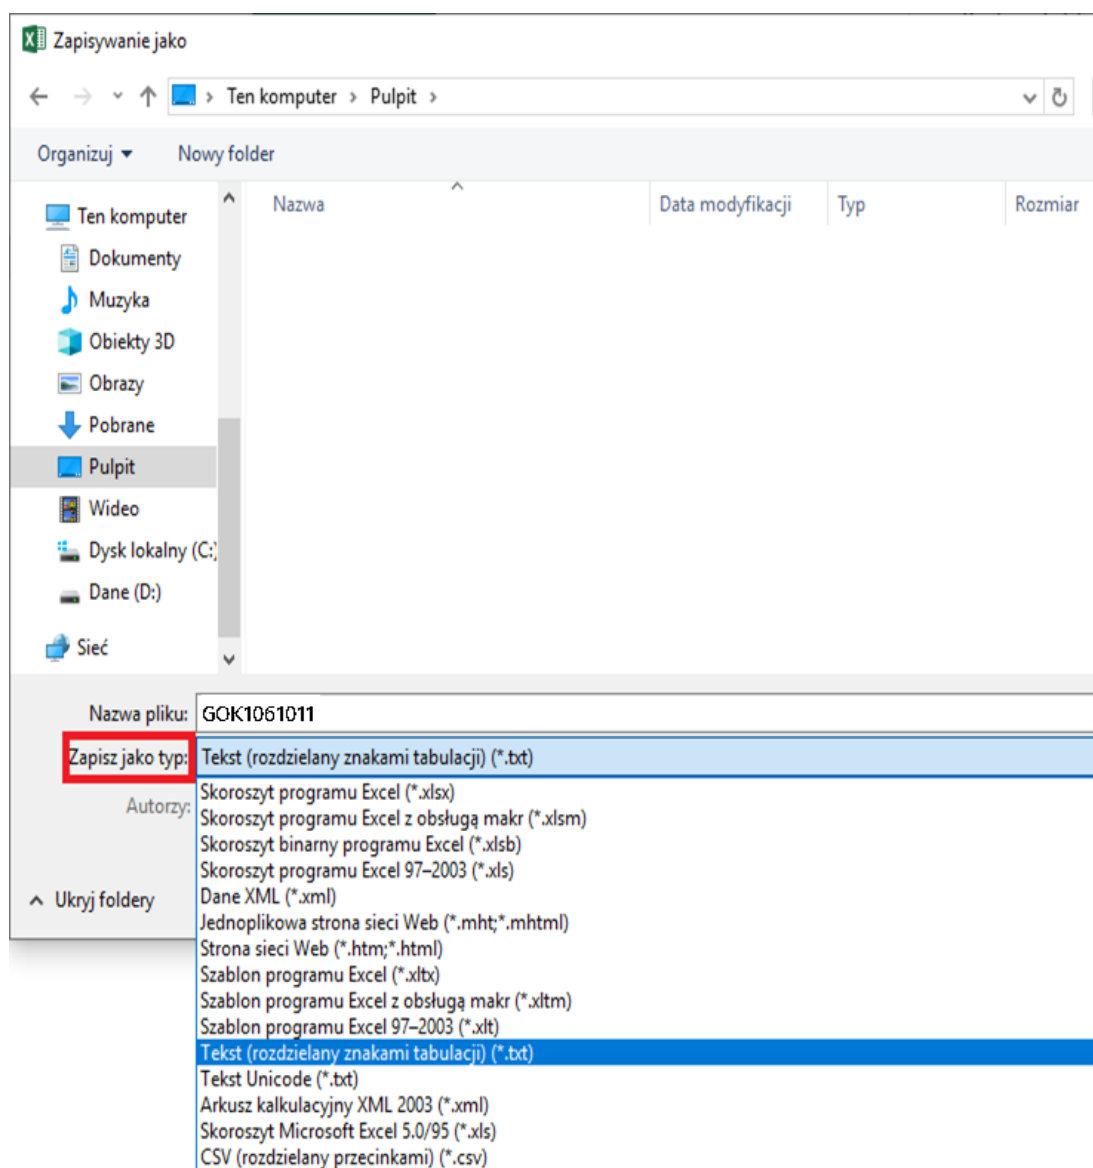 Zapisywanie jako
Ten komputer > Pulpit >
Organizuj Nowy folder
Nazwa Data modyfikacji Typ Rozmiar
Ten komputer
Dokumenty
Muzyka
Obiekty 3D
Obrazy
Pobrane
Pulpit
Wideo
Dysk lokalny (C:)
Dane (D:)
Sieć
Nazwa pliku: GOK1061011
Zapisz jako typ: Tekst (rozdzielany znakami tabulacji) (*.txt)
Autorzy:
Skoroszyt programu Excel (*.xlsx)
Skoroszyt programu Excel z obsługą makr (*.xlsm)
Skoroszyt binarny programu Excel (*.xlsb)
Skoroszyt programu Excel 97–2003 (*.xls)
Dane XML (*.xml)
Jednoplikowa strona sieci Web (*.mht;*.mhtml)
Strona sieci Web (*.htm;*.html)
Szablon programu Excel (*.xltx)
Szablon programu Excel z obsługą makr (*.xltm)
Szablon programu Excel 97–2003 (*.xlt)
Tekst (rozdzielany znakami tabulacji) (*.txt)
Tekst Unicode (*.txt)
Arkusz kalkulacyjny XML 2003 (*.xml)
Skoroszyt Microsoft Excel 5.0/95 (*.xls)
CSV (rozdzielany przecinkami) (*.csv)
Ukryj foldery